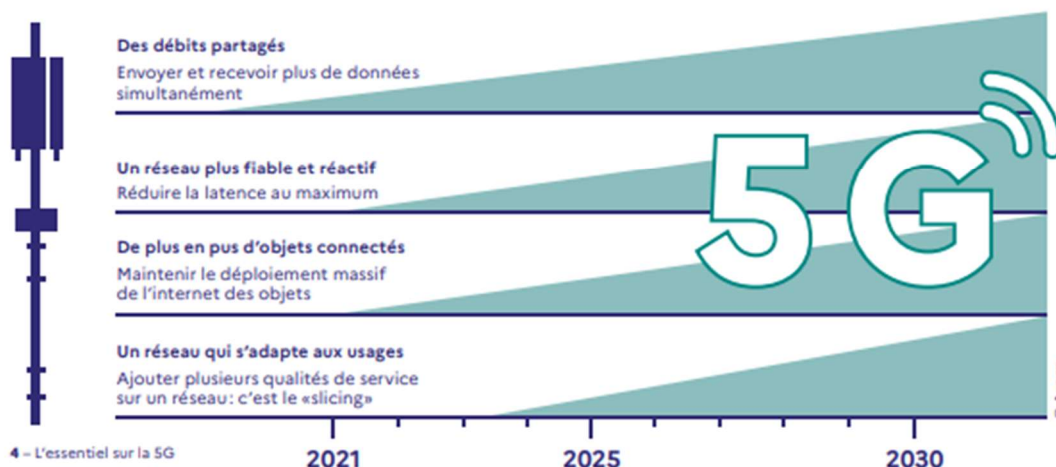 Des débits partagés
Envoyer et recevoir plus de données
simultanément
Un réseau plus fiable et réactif
Réduire la latence au maximum
De plus en pus d'objets connectés
Maintenir le déploiement massif
de l'internet des objets
Un réseau qui s'adapte aux usages
Ajouter plusieurs qualités de service
sur un réseau : c'est le «slicing»
5G
4 – L'essentiel sur la 5G
2021
2025
2030